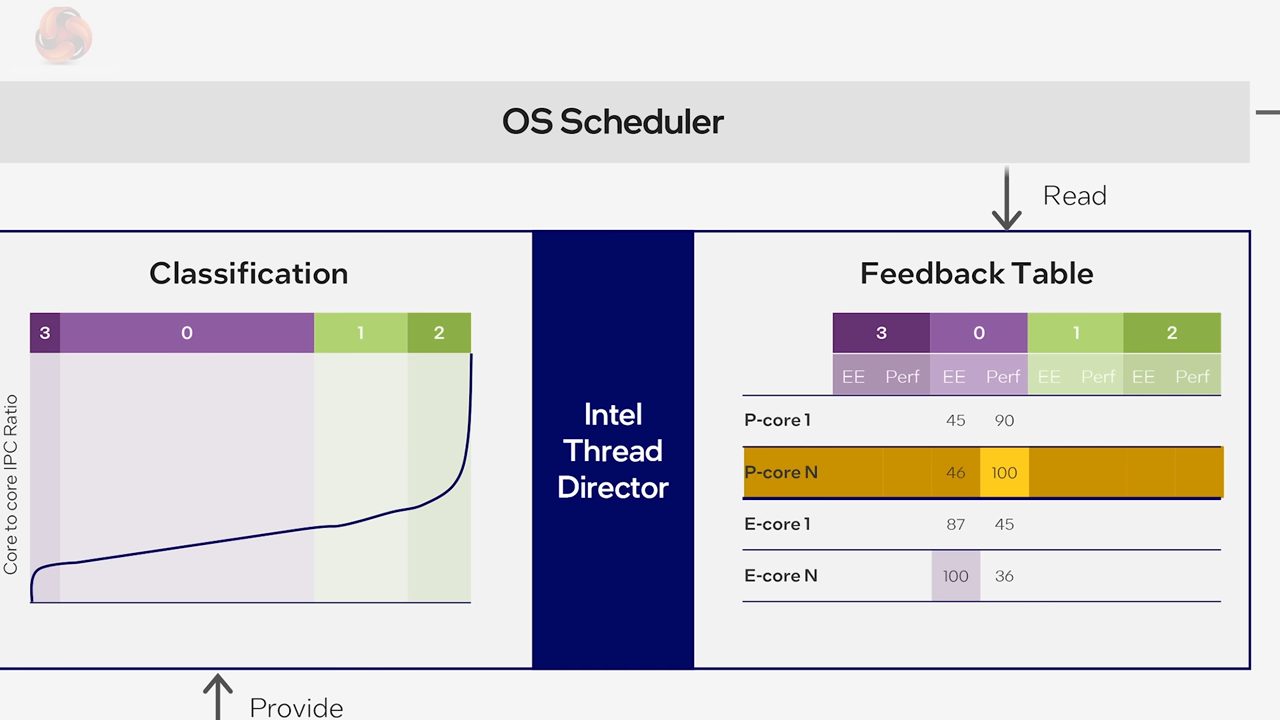 OS Scheduler
Read
Classification
3 0 1 2
Core to core IPC Ratio
Intel
Thread
Director
Feedback Table
3 0 1 2
EE Perf EE Perf EE Perf EE Perf
P-core 1 45 90
P-core N 46 100
E-core 1 87 45
E-core N 100 36
Provide